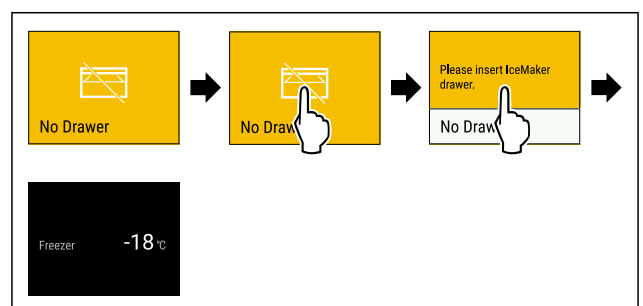 No Drawer
No Draw
Please insert IceMaker
drawer.
No Draw
Freezer -18 °C